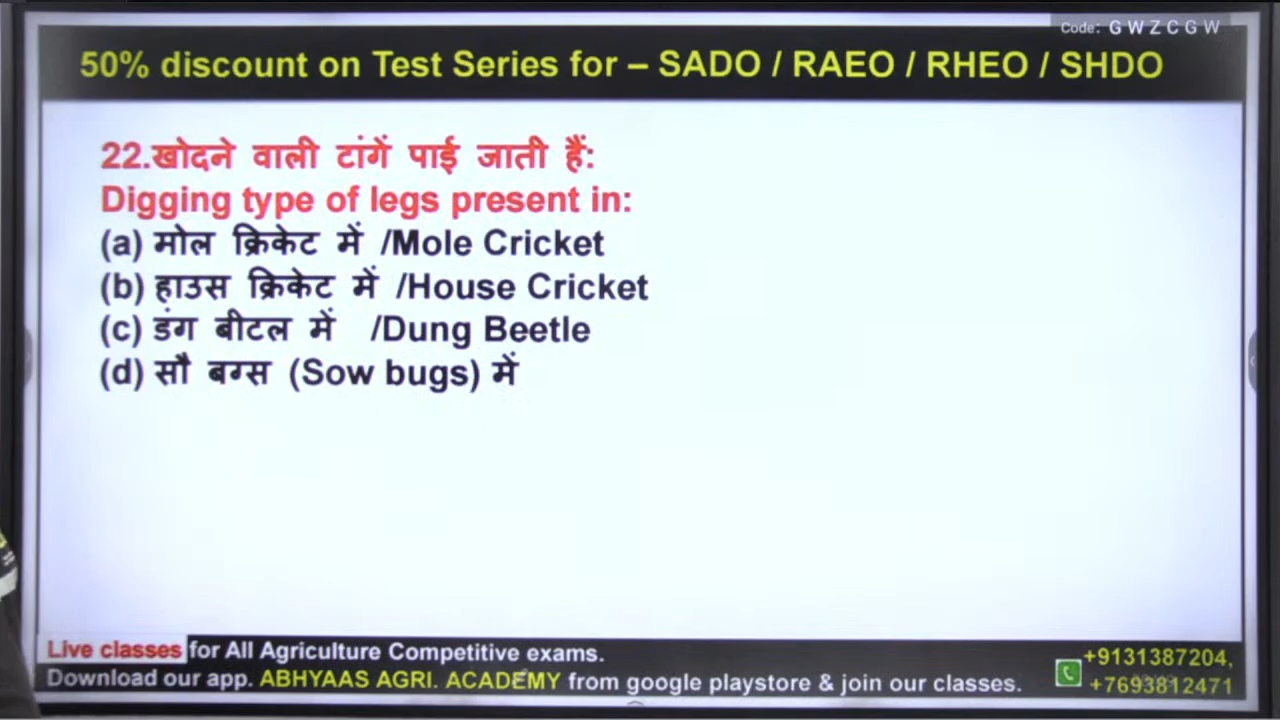 Code: G W Z C G W
50% discount on Test Series for – SADO / RAEO / RHEO / SHDO
22.खोदने वाली टांगें पाई जाती हैं:
Digging type of legs present in:
(a) मोल क्रिकेट में /Mole Cricket
(b) हाउस क्रिकेट में /House Cricket
(c) डंग बीटल में /Dung Beetle
(d) सौ बग्स (Sow bugs) में
Live classes for All Agriculture Competitive exams.
Download our app. ABHYAAS AGRI. ACADEMY from google playstore & join our classes.
+9131387204,
+7693812471